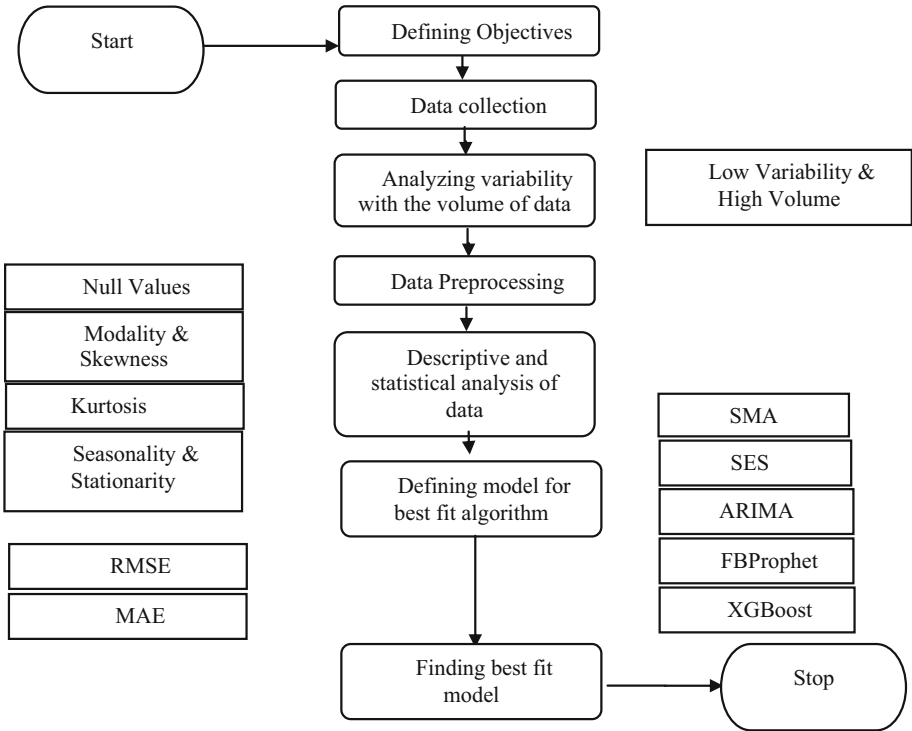 Start
Defining Objectives
Data collection
Analyzing variability
with the volume of data
Low Variability &
High Volume
Data Preprocessing
Null Values
Modality &
Skewness
Kurtosis
Seasonality &
Stationarity
Descriptive and
statistical analysis of
data
Defining model for
best fit algorithm
SMA
SES
ARIMA
FBProphet
XGBoost
RMSE
MAE
Finding best fit
model
Stop